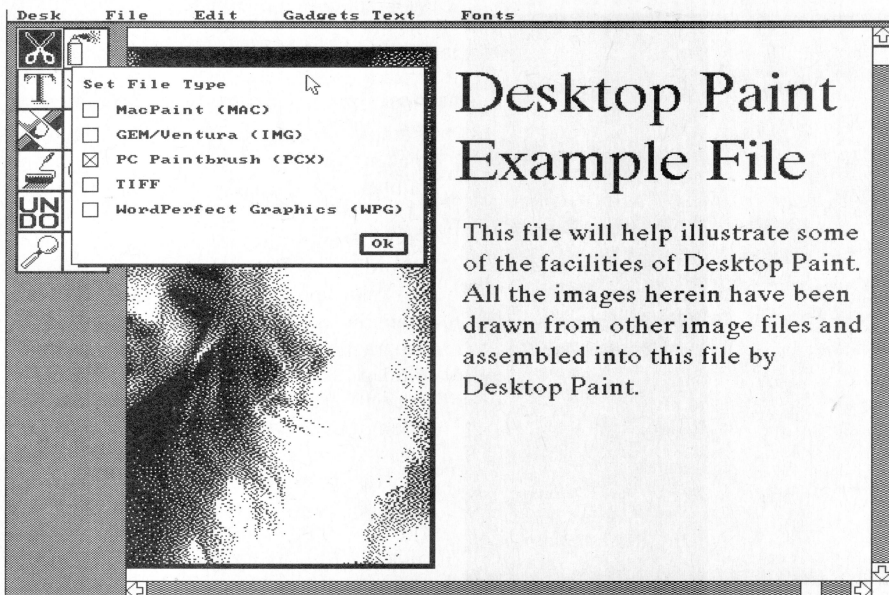 Desk File Edit Gadgets Text Fonts
T
UN
DO
Set File Type
MacPaint (MAC)
GEM/Ventura (IMG)
PC Paintbrush (PCX)
TIFF
WordPerfect Graphics (WPG)
Ok
Desktop Paint
Example File
This file will help illustrate some
of the facilities of Desktop Paint.
All the images herein have been
drawn from other image files and
assembled into this file by
Desktop Paint.